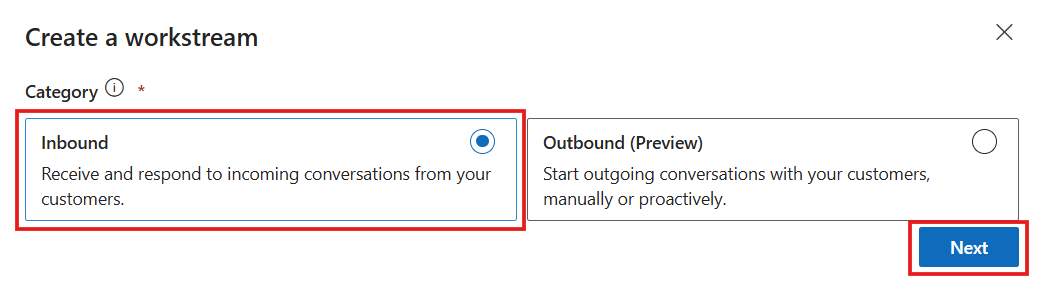 Create a workstream
Category *
Inbound
Receive and respond to incoming conversations from your
customers.
Outbound (Preview)
Start outgoing conversations with your customers,
manually or proactively.
Next